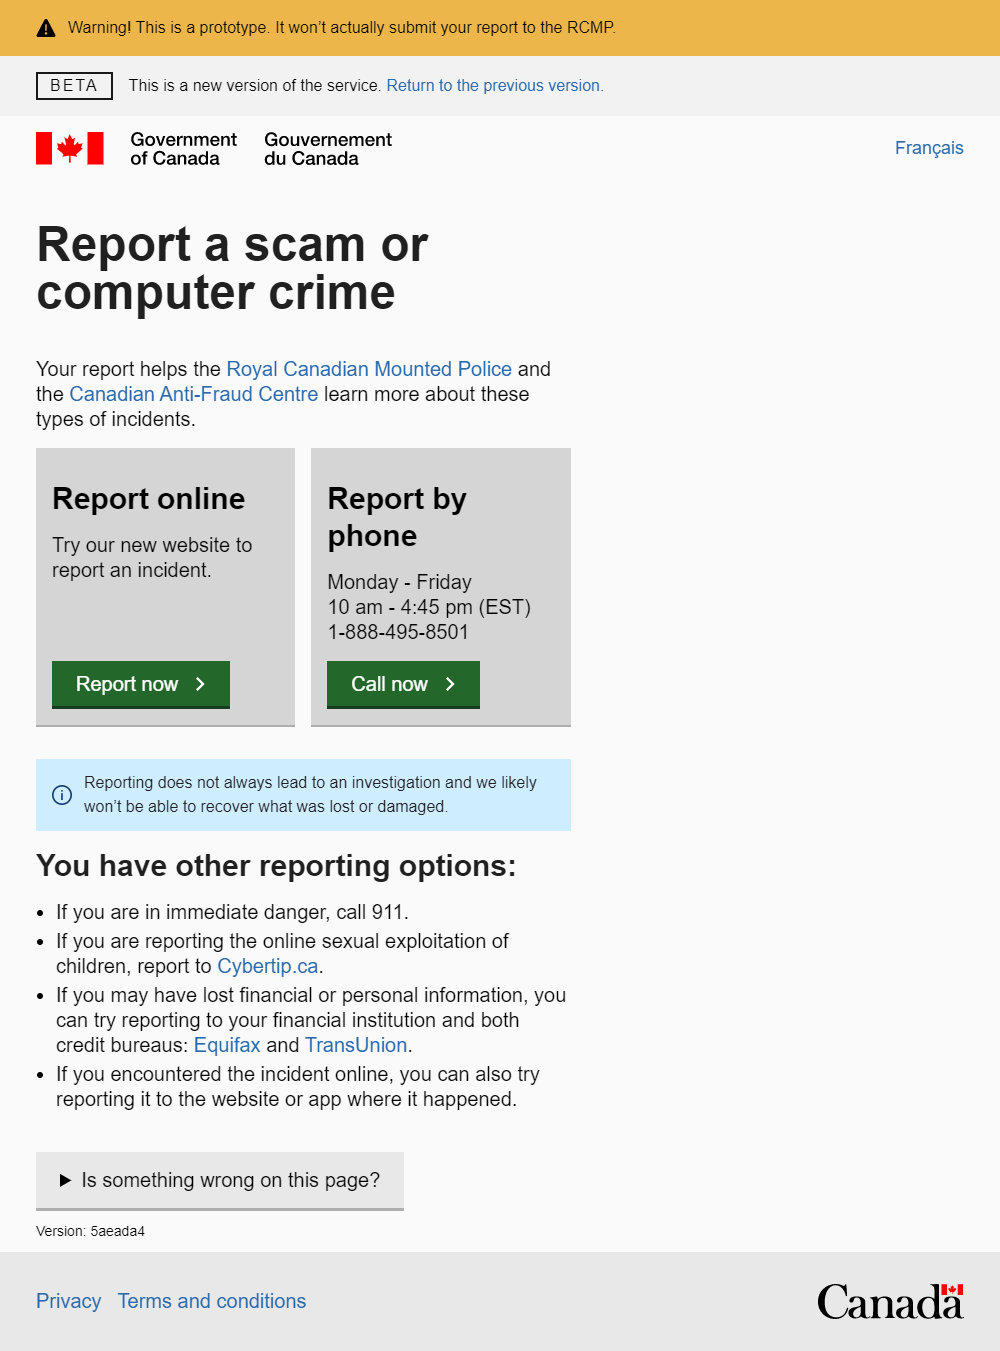 Warning! This is a prototype. It won’t actually submit your report to the RCMP.
BETA This is a new version of the service. Return to the previous version.
Government of Canada
Gouvernement du Canada
Français
Report a scam or
computer crime
Your report helps the Royal Canadian Mounted Police and
the Canadian Anti-Fraud Centre learn more about these
types of incidents.
Report online
Try our new website to
report an incident.
Report now
Report by
phone
Monday - Friday
10 am - 4:45 pm (EST)
1-888-495-8501
Call now
Reporting does not always lead to an investigation and we likely
won’t be able to recover what was lost or damaged.
You have other reporting options:
If you are in immediate danger, call 911.
If you are reporting the online sexual exploitation of
children, report to Cybertip.ca.
If you may have lost financial or personal information, you
can try reporting to your financial institution and both
credit bureaus: Equifax and TransUnion.
If you encountered the incident online, you can also try
reporting it to the website or app where it happened.
Is something wrong on this page?
Version: 5aeada4
Privacy Terms and conditions
Canada